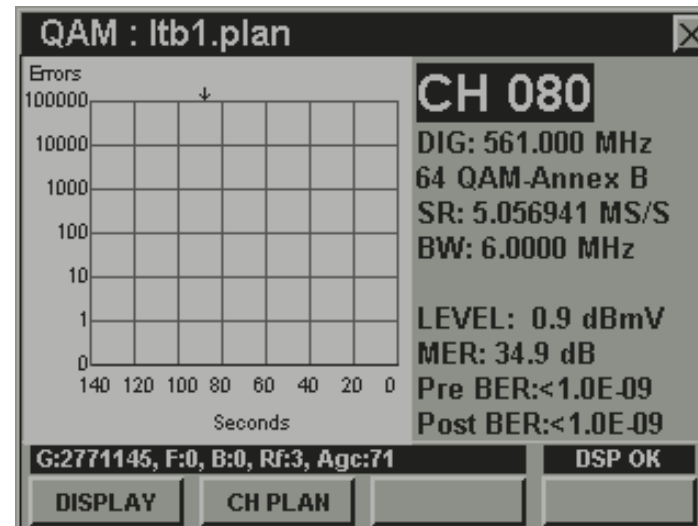 QAM : ltb1.plan
Errors
100000
10000
1000
100
10
1
0
140 120 100 80 60 40 20 0
Seconds
CH 080
DIG: 561.000 MHz
64 QAM-Annex B
SR: 5.056941 MS/S
BW: 6.0000 MHz
LEVEL: 0.9 dBmV
MER: 34.9 dB
Pre BER:<1.0E-09
Post BER:<1.0E-09
G:2771145, F:0, B:0, Rf:3, Agc:71
DSP OK
DISPLAY
CH PLAN